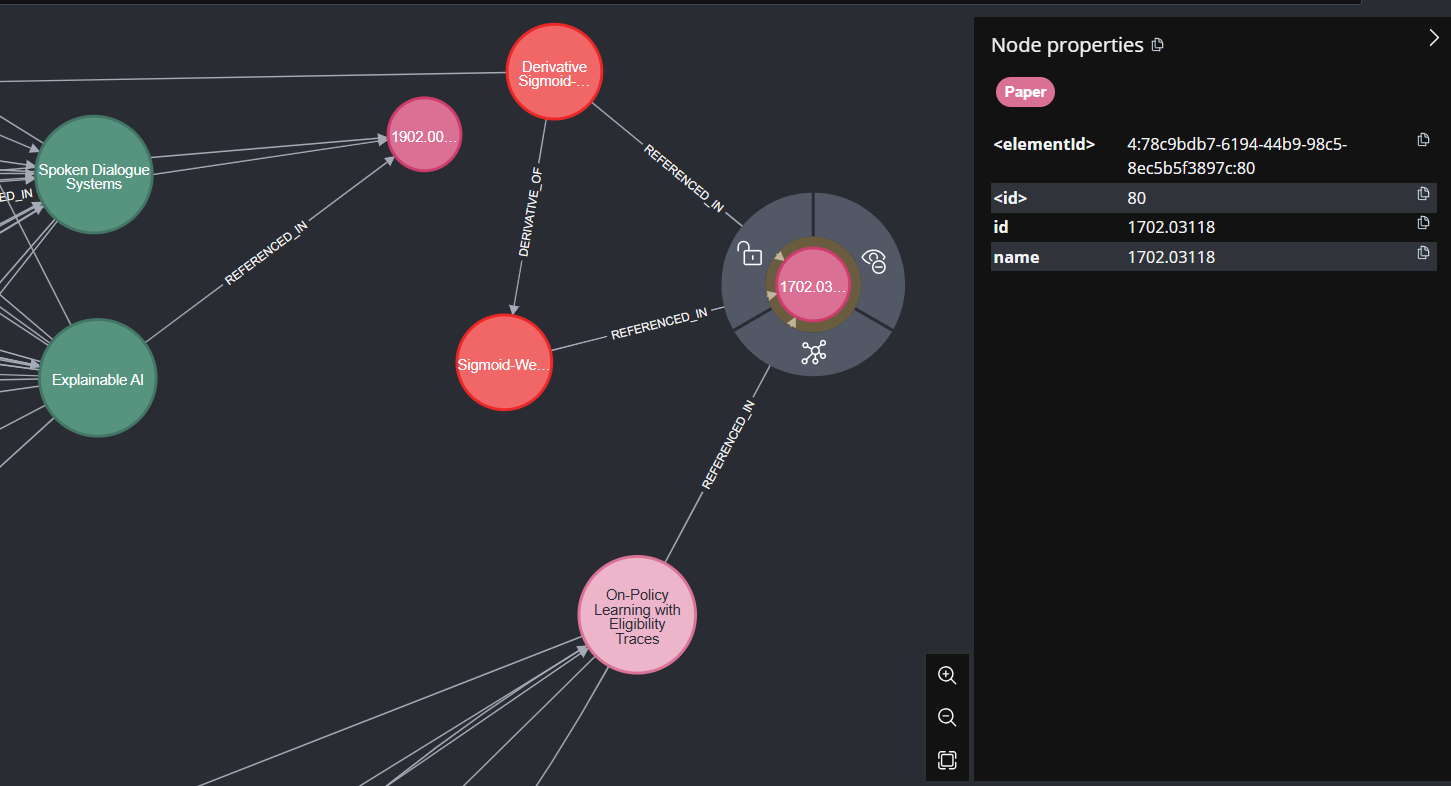 Derivative
Sigmoid-...
1902.00...
Spoken Dialogue
Systems
ED_IN
REFERENCED_IN
DERIVATIVE_OF
REFERENCED_IN
1702.03...
REFERENCED_IN
Sigmoid-We...
Explainable AI
REFERENCED_IN
On-Policy
Learning with
Eligibility
Traces
Node properties
Paper
<elementId> 4:78c9bdb7-6194-44b9-98c5-
8ec5b5f3897c:80
<id> 80
id 1702.03118
name 1702.03118